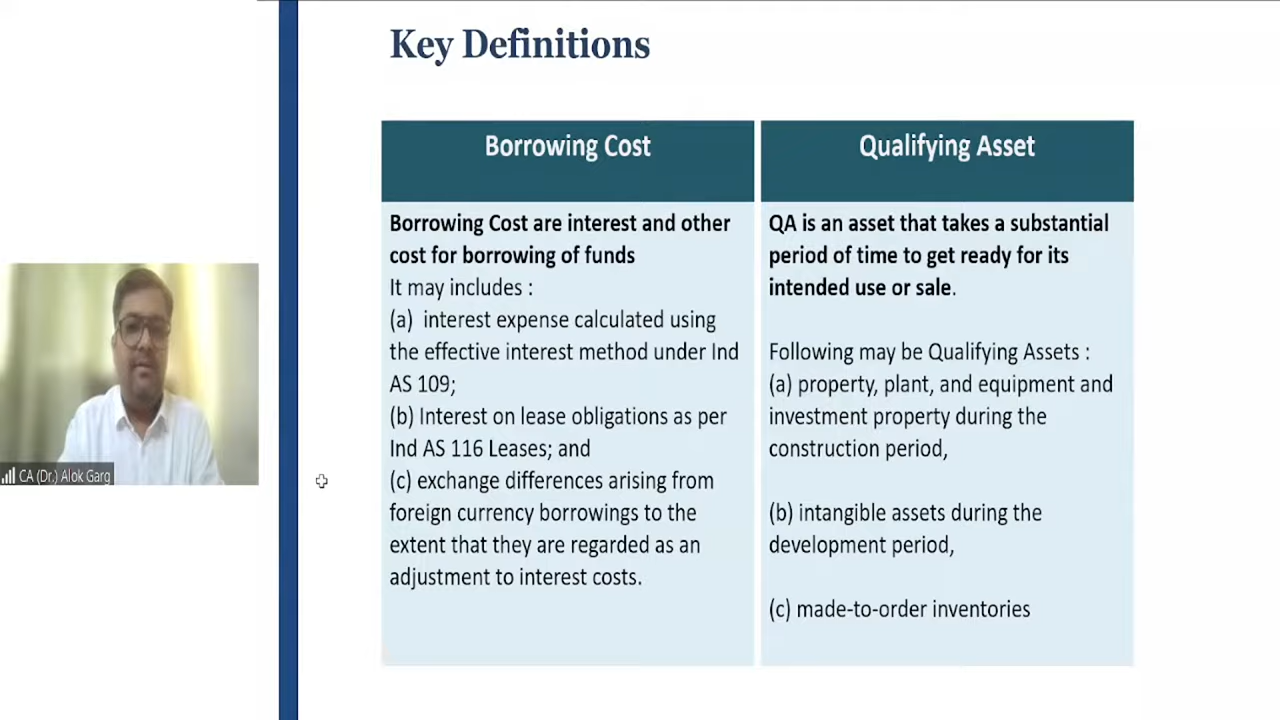 Key Definitions
Borrowing Cost
Borrowing Cost are interest and other
cost for borrowing of funds
It may includes :
(a) interest expense calculated using
the effective interest method under Ind
AS 109;
(b) Interest on lease obligations as per
Ind AS 116 Leases; and
(c) exchange differences arising from
foreign currency borrowings to the
extent that they are regarded as an
adjustment to interest costs.
Qualifying Asset
QA is an asset that takes a substantial
period of time to get ready for its
intended use or sale.
Following may be Qualifying Assets :
(a) property, plant, and equipment and
investment property during the
construction period,
(b) intangible assets during the
development period,
(c) made-to-order inventories
CA (Dr.) Alok Garg